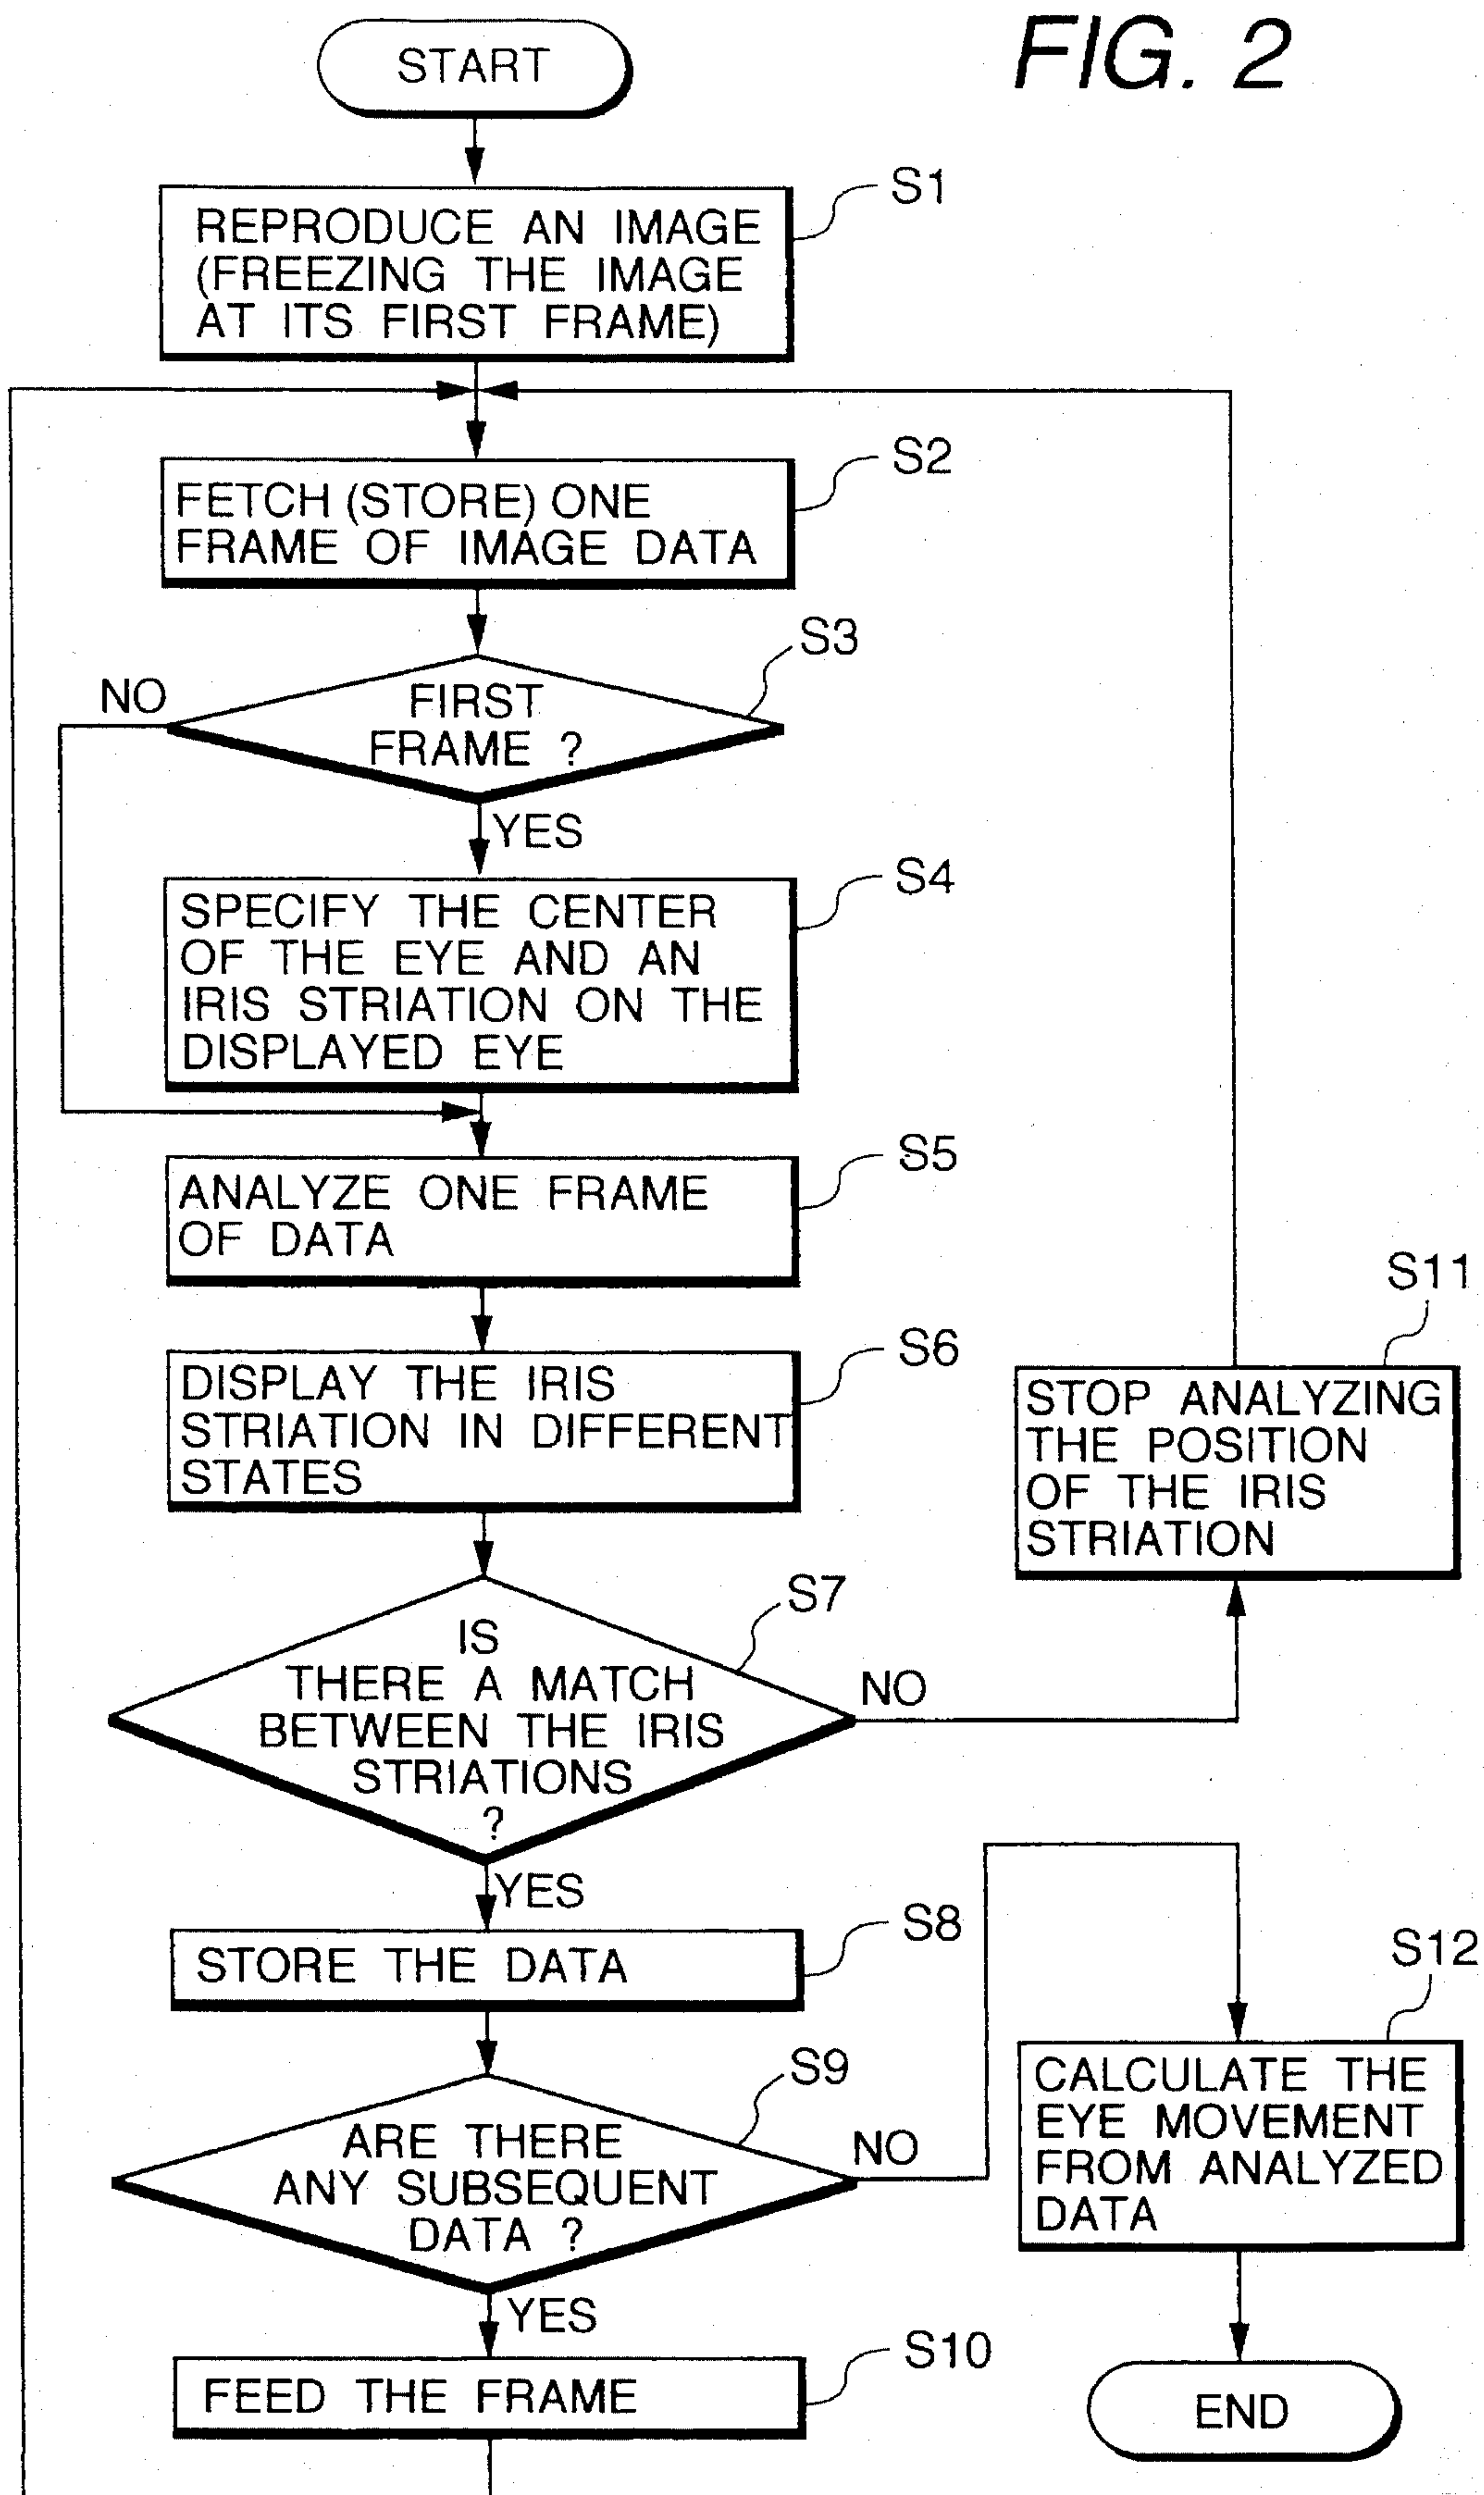 FIG. 2
START
S1
REPRODUCE AN IMAGE
(FREEZING THE IMAGE
AT ITS FIRST FRAME)
S2
FETCH (STORE) ONE
FRAME OF IMAGE DATA
S3
NO
FIRST
FRAME ?
YES
S4
SPECIFY THE CENTER
OF THE EYE AND AN
IRIS STRIATION ON THE
DISPLAYED EYE
S5
ANALYZE ONE FRAME
OF DATA
S6
DISPLAY THE IRIS
STRIATION IN DIFFERENT
STATES
S11
STOP ANALYZING
THE POSITION
OF THE IRIS
STRIATION
S7
IS
THERE A MATCH
BETWEEN THE IRIS
STRIATIONS
?
NO
YES
S8
STORE THE DATA
S9
ARE THERE
ANY SUBSEQUENT
DATA ?
NO
YES
S12
CALCULATE THE
EYE MOVEMENT
FROM ANALYZED
DATA
S10
FEED THE FRAME
END